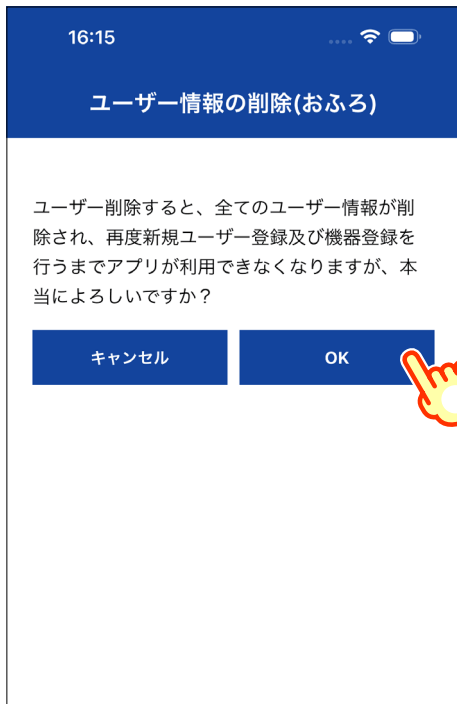 16:15
ユーザー情報の削除(おふろ)
ユーザー削除すると、全てのユーザー情報が削
除され、再度新規ユーザー登録及び機器登録を
行うまでアプリが利用できなくなりますが、本
当によろしいですか？
キャンセル
OK